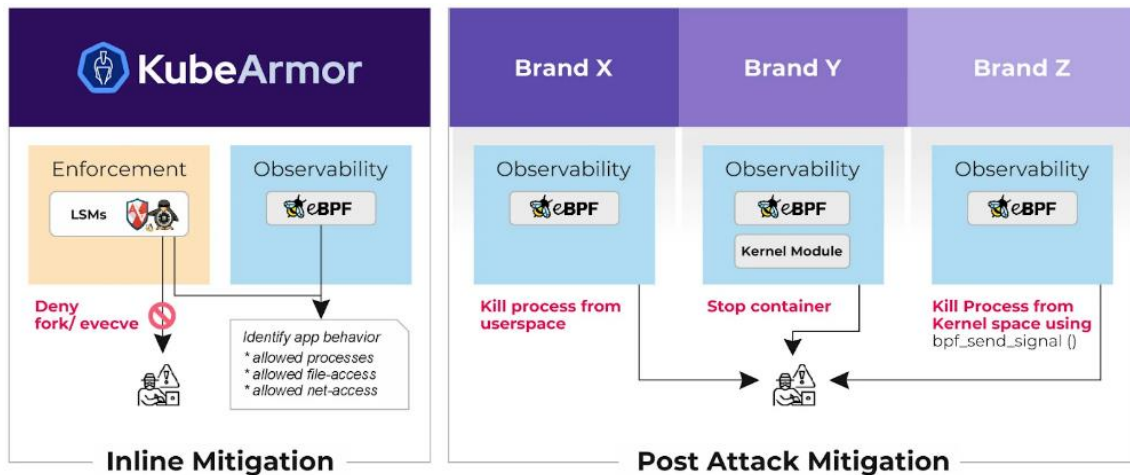 KubeArmor
Brand X
Brand Y
Brand Z
Enforcement
LSMs
Observability
eBPF
Deny
fork/ evecve
Identify app behavior
* allowed processes
* allowed file-access
* allowed net-access
Inline Mitigation
Observability
eBPF
Kill process from
userspace
Observability
eBPF
Kernel Module
Stop container
Observability
eBPF
Kill Process from
Kernel space using
bpf_send_signal ()
Post Attack Mitigation